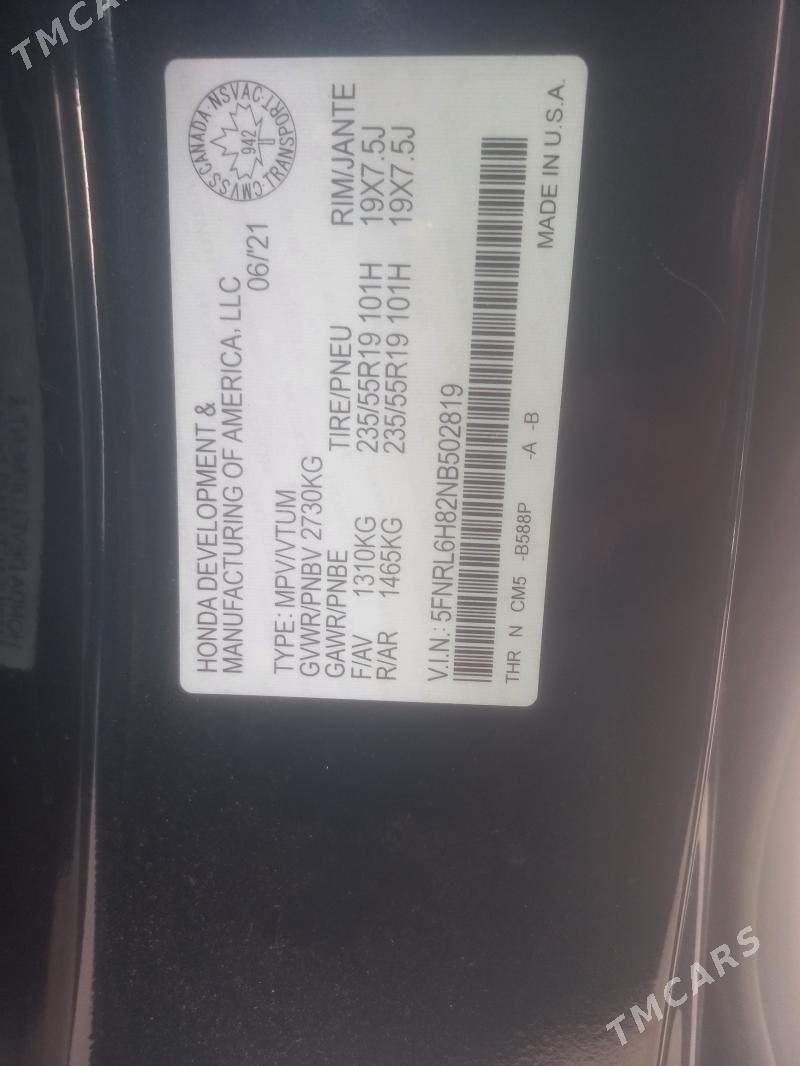 TMCARS
HONDA DEVELOPMENT &
MANUFACTURING OF AMERICA, LLC
06/'21
CMVSS CANADA·NSVAC·
C-TRANSPORT
942
TYPE: MPV/VTUM
GVWR/PNBV 2730KG
GAWR/PNBE TIRE/PNEU RIM/JANTE
F/AV 1310KG 235/55R19 101H 19X7.5J
R/AR 1465KG 235/55R19 101H 19X7.5J
V.I.N.: 5FNRL6H82NB502819
THR N CM5 -B588P -A -B
MADE IN U.S.A.
TMCARS